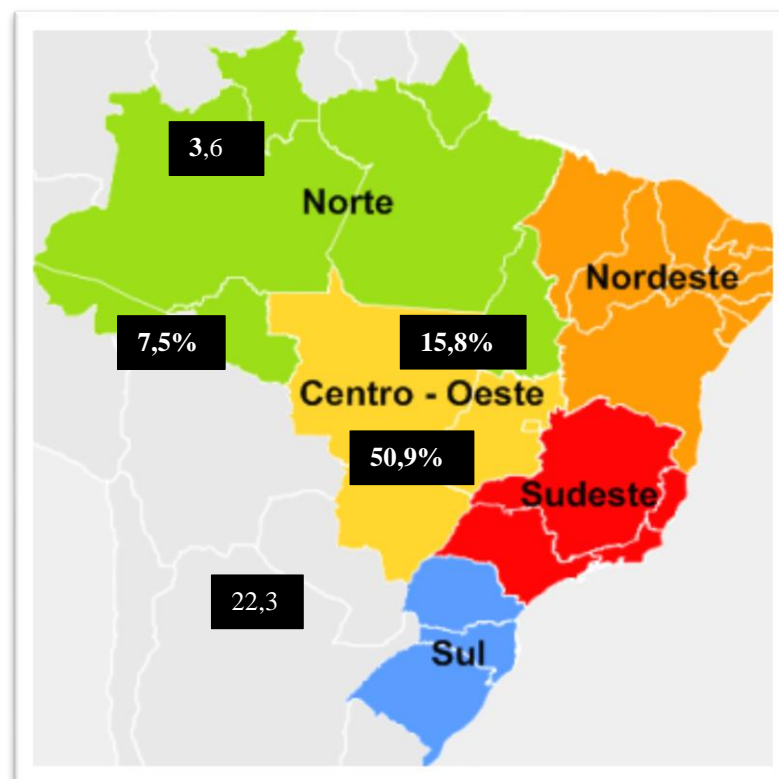 3,6
Norte
Nordeste
7,5%
15,8%
Centro - Oeste
50,9%
Sudeste
22,3
Sul